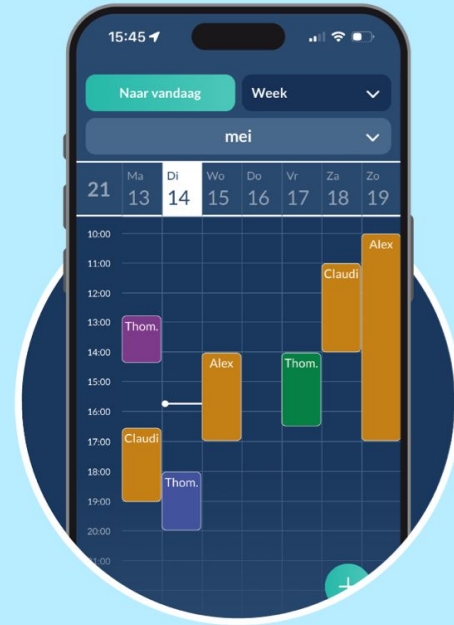 15:45
Naar vandaag
Week
mei
21 Ma 13 Di 14 Wo 15 Do 16 Vr 17 Za 18 Zo 19
10:00
Alex
11:00
Claudi
12:00
13:00
Thom.
14:00
Alex
Thom.
15:00
16:00
17:00
Claudi
18:00
Thom.
19:00
20:00